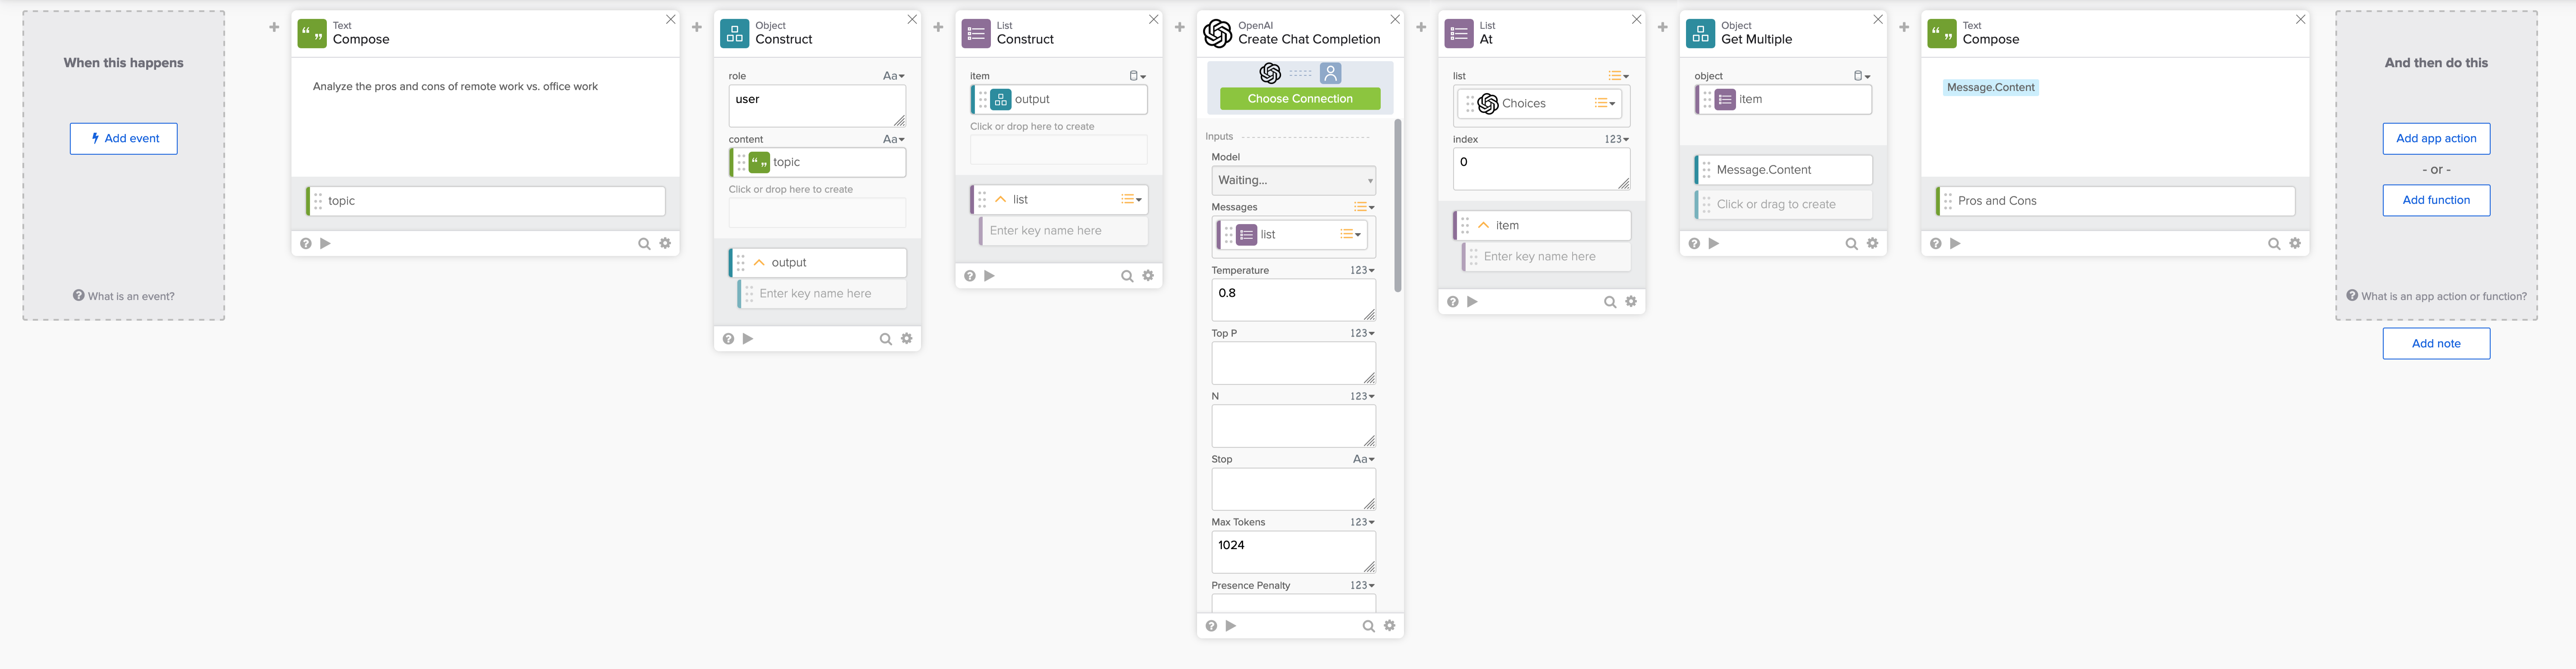 When this happens
Add event
What is an event?
Text
Compose
Analyze the pros and cons of remote work vs. office work
topic
Object
Construct
role
Aa
user
content
Aa
topic
Click or drop here to create
output
Enter key name here
List
Construct
item
output
Click or drop here to create
list
Enter key name here
OpenAI
Create Chat Completion
Choose Connection
Inputs
Model
Waiting...
Messages
list
Temperature
123
0.8
Top P
123
N
123
Stop
Aa
Max Tokens
123
1024
Presence Penalty
123
List
At
list
Choices
index
123
0
item
Enter key name here
Object
Get Multiple
object
item
Message.Content
Click or drag to create
Text
Compose
Message.Content
Pros and Cons
And then do this
Add app action
- or -
Add function
What is an app action or function?
Add note